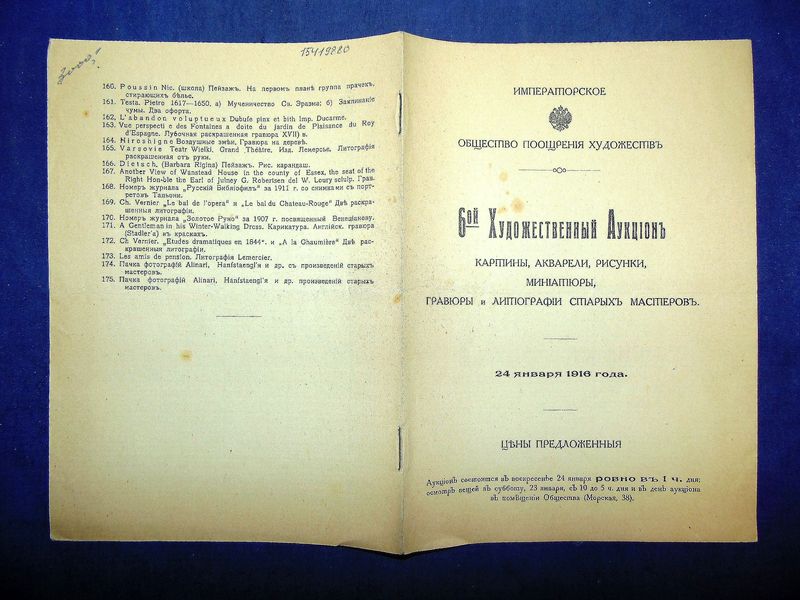 3000!
15419880
160. Poussin Nic. (школа) Пейзаж. На первомъ планѣ группа прачекъ,
стирающихъ бѣлье.
161. Testa. Pietro 1617—1650. а) Мученичество Св. Эразма; б) Закланіе
чумы. Два офорта.
162. L'abandon voluptueux Dubufe pinx et bith Imp. Ducarme.
163. Vue perspecti e des Fontaines a doite du jardin de Plaisance du Roy
d'Espagne. Лубочная раскрашенная гравюра XVII) в.
164. Niroshigne Воздушные змѣи. Гравюра на деревѣ.
165. Varsovie Teatr Wielki. Grand Théâtre. Изд. Лемерсье. Литографія
раскрашенная отъ руки.
166. Dietsch. (Barbara Rigina) Пейзажъ. Рис. карандаш.
167. Another View of Wanstead House in the county of Essex, the seat of the
Right Hon-ble the Earl of Julney G. Robertsen del W. Loury scululp. Грав.
168. Номеръ журнала „Русскій Библіофилъ" за 1911 г. со снимками съ порт-
ретовъ Тальони.
169. Ch. Vernier „Le bal de l'opera" и „Le bal du Chateau-Rouge" Двѣ раскра-
шенныя литографіи.
170. Номеръ журнала „Золотое Руно" за 1907 г. посвященный Венеціанову.
171. A Gentleman in his Winter-Walking Dress. Карикатура. Англійск. гравюра
(Stadler'a) въ краскахъ.
172. Ch Vernier. „Etudes dramatiques en 1844". и „A la Chaumière" Двѣ рас-
крашенныя литографіи.
173. Les amis de pension. Литографія Lemercier.
174. Пачка фотографій Alinari, Hanfstaengl'я и др. съ произведеній старыхъ
мастеровъ.
175. Пачка фотографій Alinari, Hanfstaengl'я и др. произведеній старыхъ
мастеровъ.
ИМПЕРАТОРСКОЕ
ОБЩЕСТВО ПООЩРЕНІЯ ХУДОЖЕСТВЪ
6ой Художественный Аукціонъ
КАРТИНЫ, АКВАРЕЛИ, РИСУНКИ,
МИНІАТЮРЫ,
ГРАВЮРЫ и ЛИТОГРАФІИ СТАРЫХЪ МАСТЕРОВЪ.
24 января 1916 года.
ЦѢНЫ ПРЕДЛОЖЕННЫЯ
Аукціонъ состоится въ воскресенье 24 января ровно въ 1 ч. дня;
осмотръ вещей въ субботу, 23 января, съ 10 до 5 ч. дня и въ день аукціона
въ помѣщеніи Общества (Морская, 38).